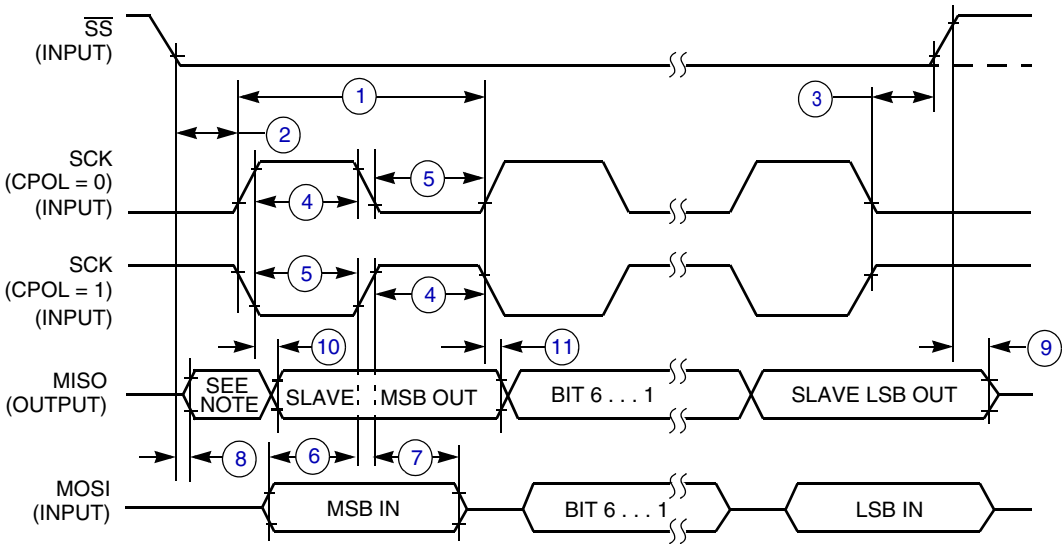 SS
(INPUT)
1
3
2
SCK
(CPOL = 0)
(INPUT)
5
4
SCK
(CPOL = 1)
(INPUT)
5
4
10
11
9
MISO
(OUTPUT)
SEE
NOTE
SLAVE
MSB OUT
BIT 6 . . . 1
SLAVE LSB OUT
8
6
7
MOSI
(INPUT)
MSB IN
BIT 6 . . . 1
LSB IN